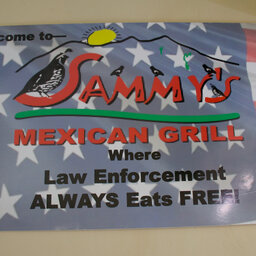 come to—
SAMMY'S
MEXICAN GRILL
Where
Law Enforcement
ALWAYS Eats FREE!